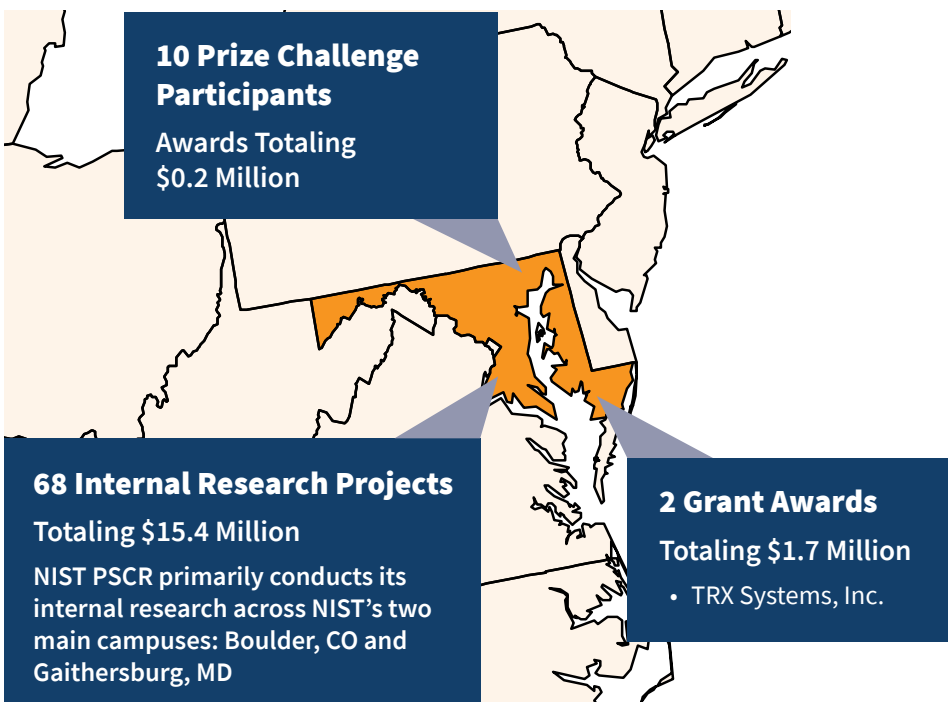 10 Prize Challenge
Participants
Awards Totaling
$0.2 Million
68 Internal Research Projects
Totaling $15.4 Million
NIST PSCR primarily conducts its
internal research across NIST’s two
main campuses: Boulder, CO and
Gaithersburg, MD
2 Grant Awards
Totaling $1.7 Million
• TRX Systems, Inc.